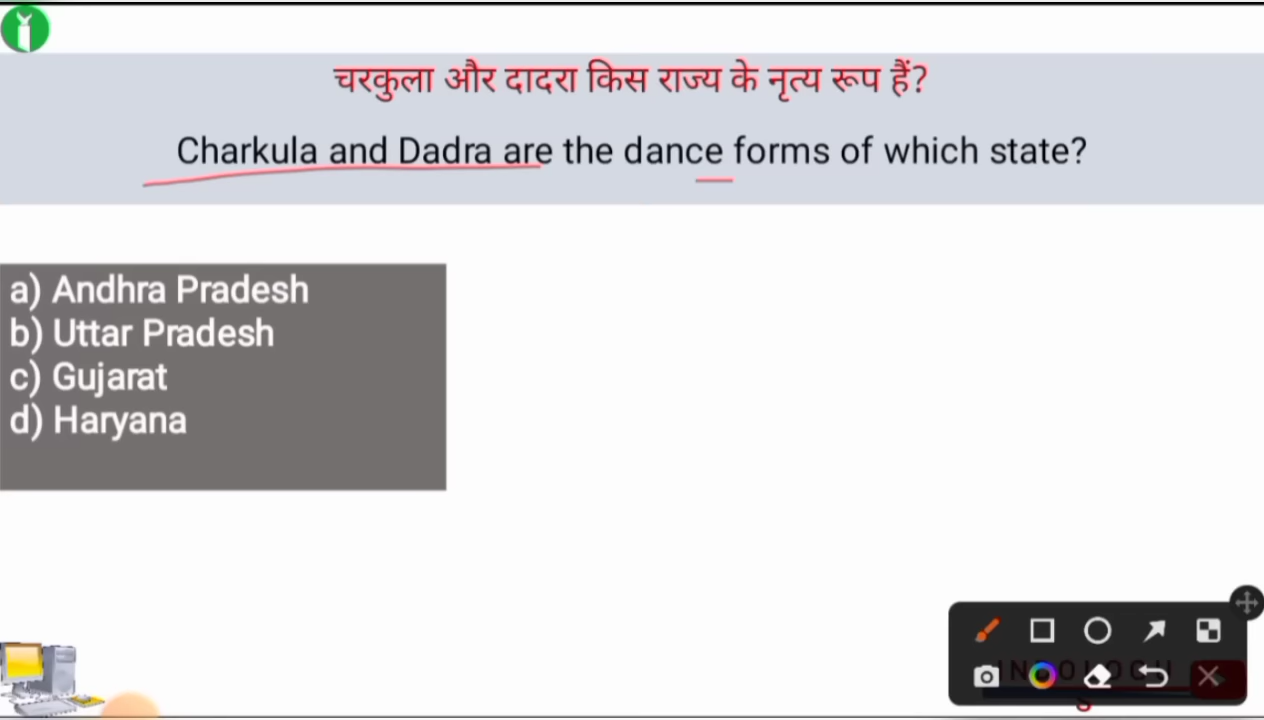 चरकुला और दादरा किस राज्य के नृत्य रूप हैं?
Charkula and Dadra are the dance forms of which state?
a) Andhra Pradesh
b) Uttar Pradesh
c) Gujarat
d) Haryana